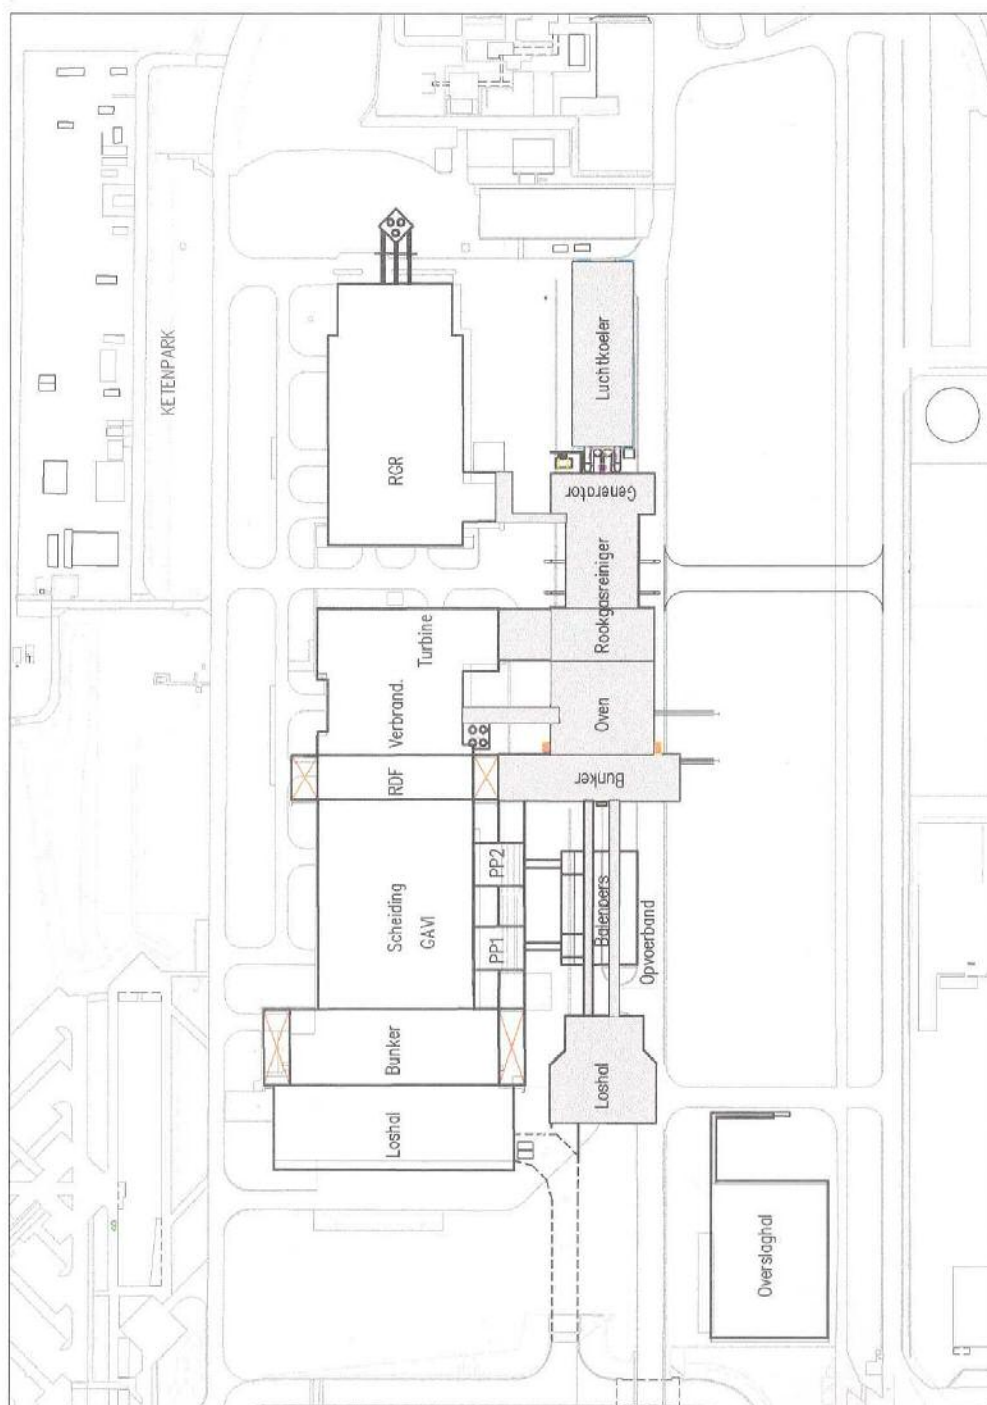 KETENPARK
RGR
Luchtkoeler
Generator
Rookgasreiniger
Turbine
Verbrand.
Oven
RDF
Bunker
Scheiding
GAVI
PP2
PP1
Balenpers
Opvoerband
Bunker
Loshal
Loshal
Overslaghal